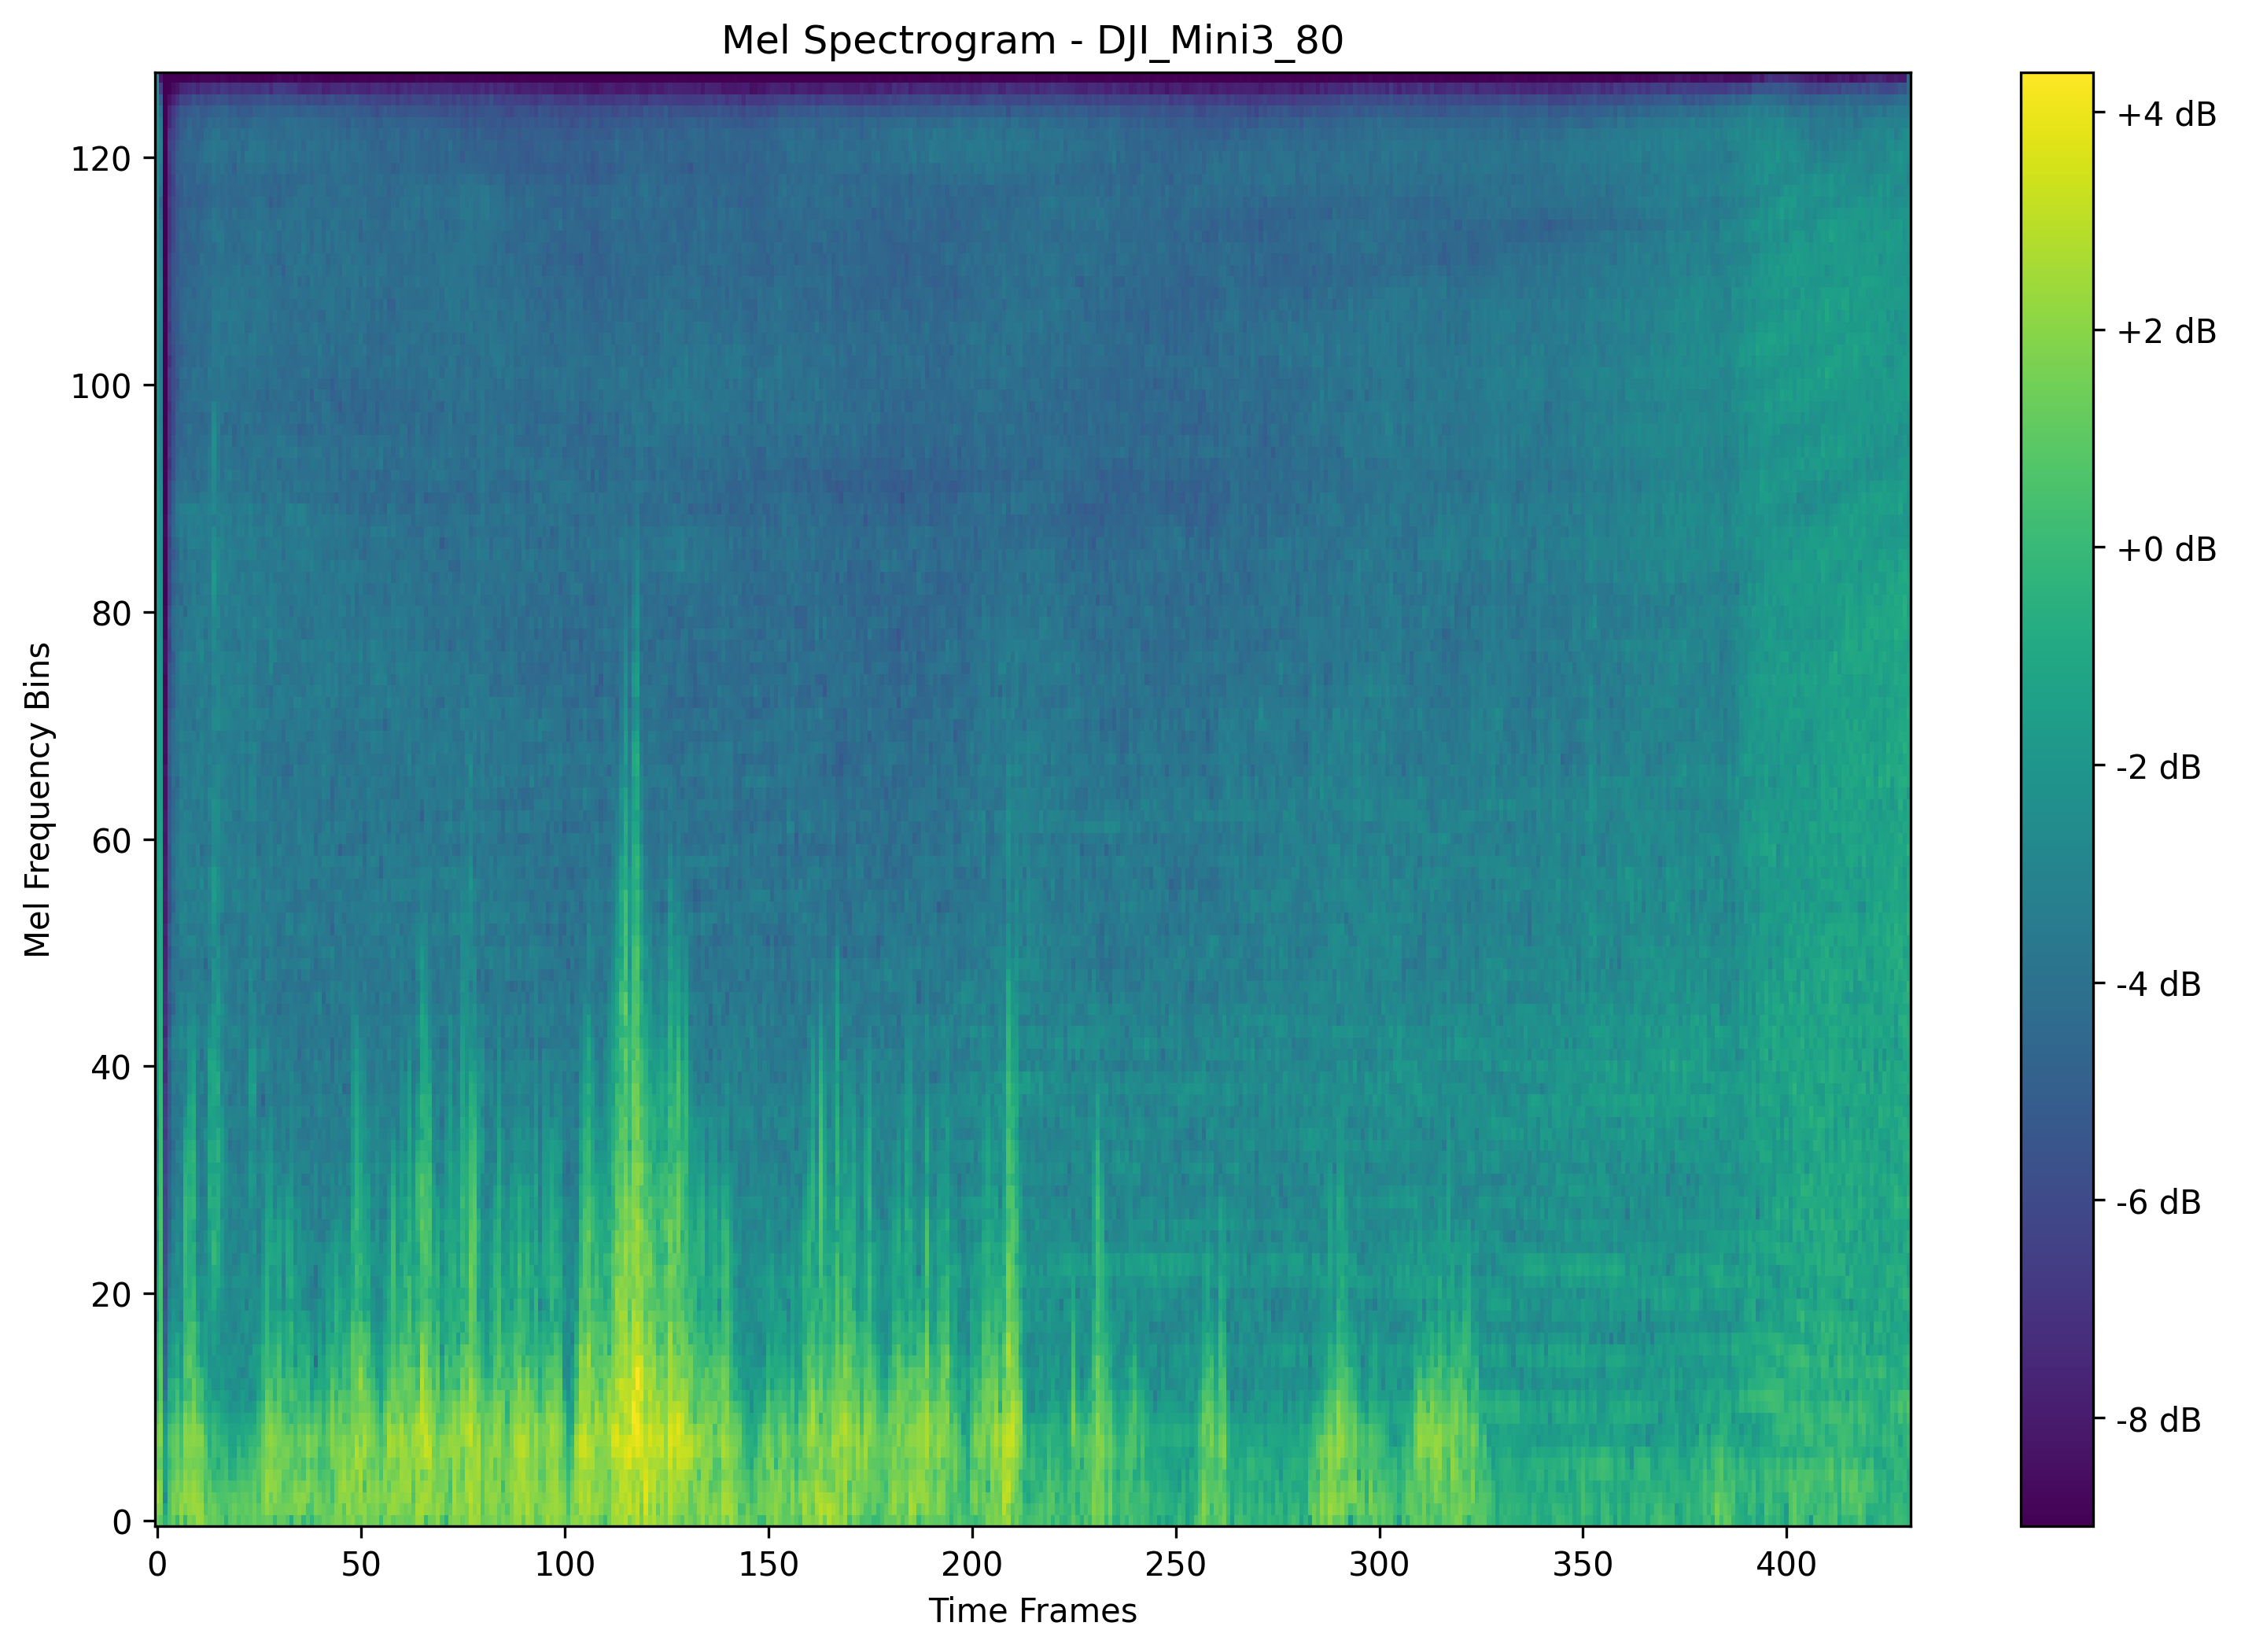 Mel Spectrogram - DJI_Mini3_80
Mel Frequency Bins
120
100
80
60
40
20
0
0 50 100 150 200 250 300 350 400
Time Frames
+4 dB
+2 dB
+0 dB
-2 dB
-4 dB
-6 dB
-8 dB